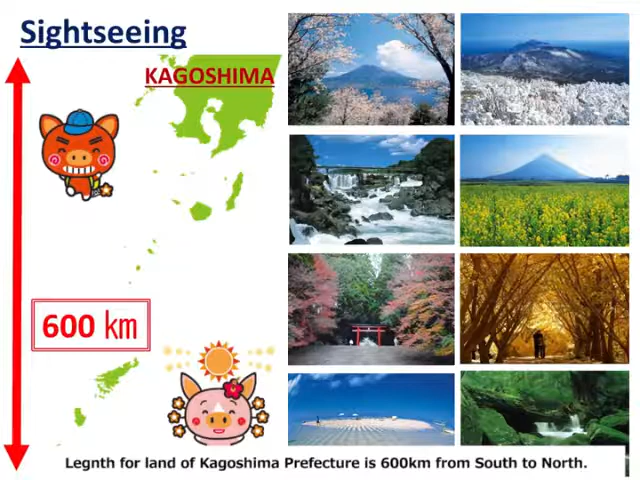 Sightseeing
KAGOSHIMA
600 ㎞
Legnth for land of Kagoshima Prefecture is 600km from South to North.